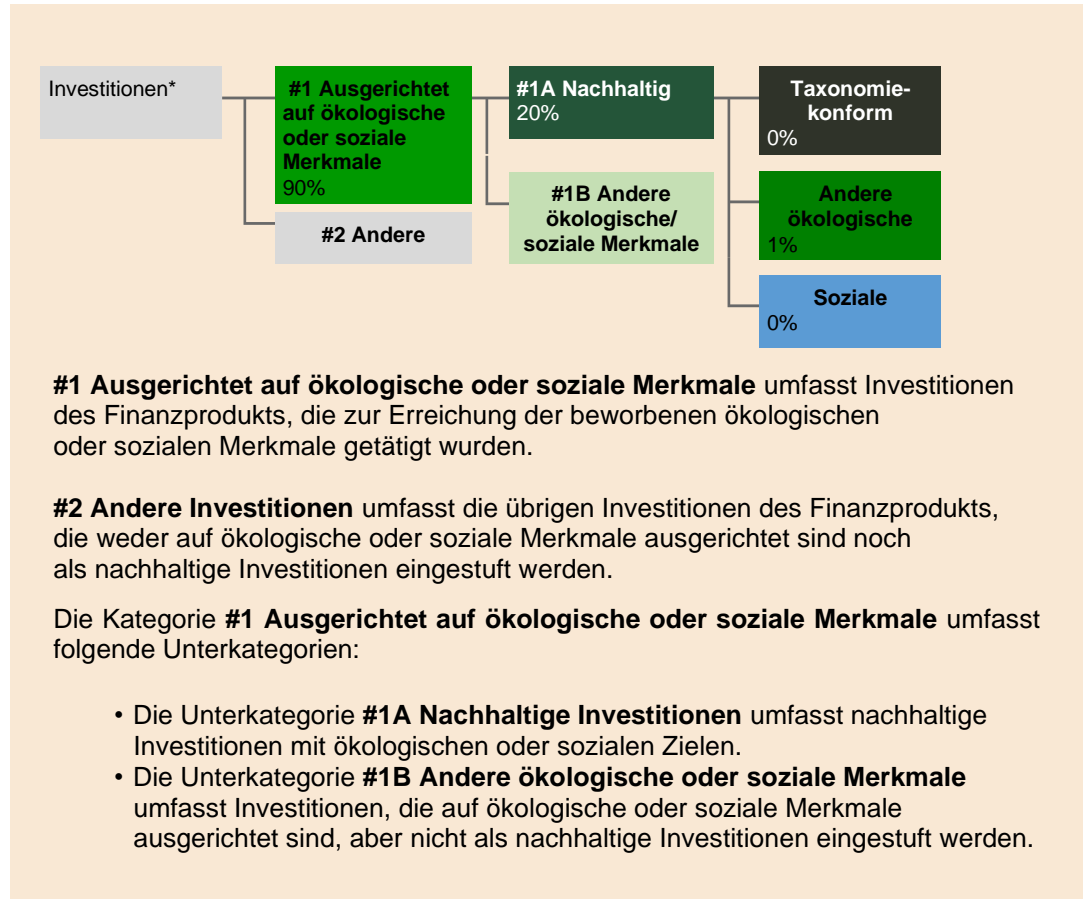 Investitionen*
#1 Ausgerichtet
auf ökologische
oder soziale
Merkmale
90%
#2 Andere
#1A Nachhaltig
20%
#1B Andere
ökologische/
soziale Merkmale
Taxonomie-
konform
0%
Andere
ökologische
1%
Soziale
0%
#1 Ausgerichtet auf ökologische oder soziale Merkmale umfasst Investitionen
des Finanzprodukts, die zur Erreichung der beworbenen ökologischen
oder sozialen Merkmale getätigt wurden.
#2 Andere Investitionen umfasst die übrigen Investitionen des Finanzprodukts,
die weder auf ökologische oder soziale Merkmale ausgerichtet sind noch
als nachhaltige Investitionen eingestuft werden.
Die Kategorie #1 Ausgerichtet auf ökologische oder soziale Merkmale umfasst
folgende Unterkategorien:
• Die Unterkategorie #1A Nachhaltige Investitionen umfasst nachhaltige
Investitionen mit ökologischen oder sozialen Zielen.
• Die Unterkategorie #1B Andere ökologische oder soziale Merkmale
umfasst Investitionen, die auf ökologische oder soziale Merkmale
ausgerichtet sind, aber nicht als nachhaltige Investitionen eingestuft werden.